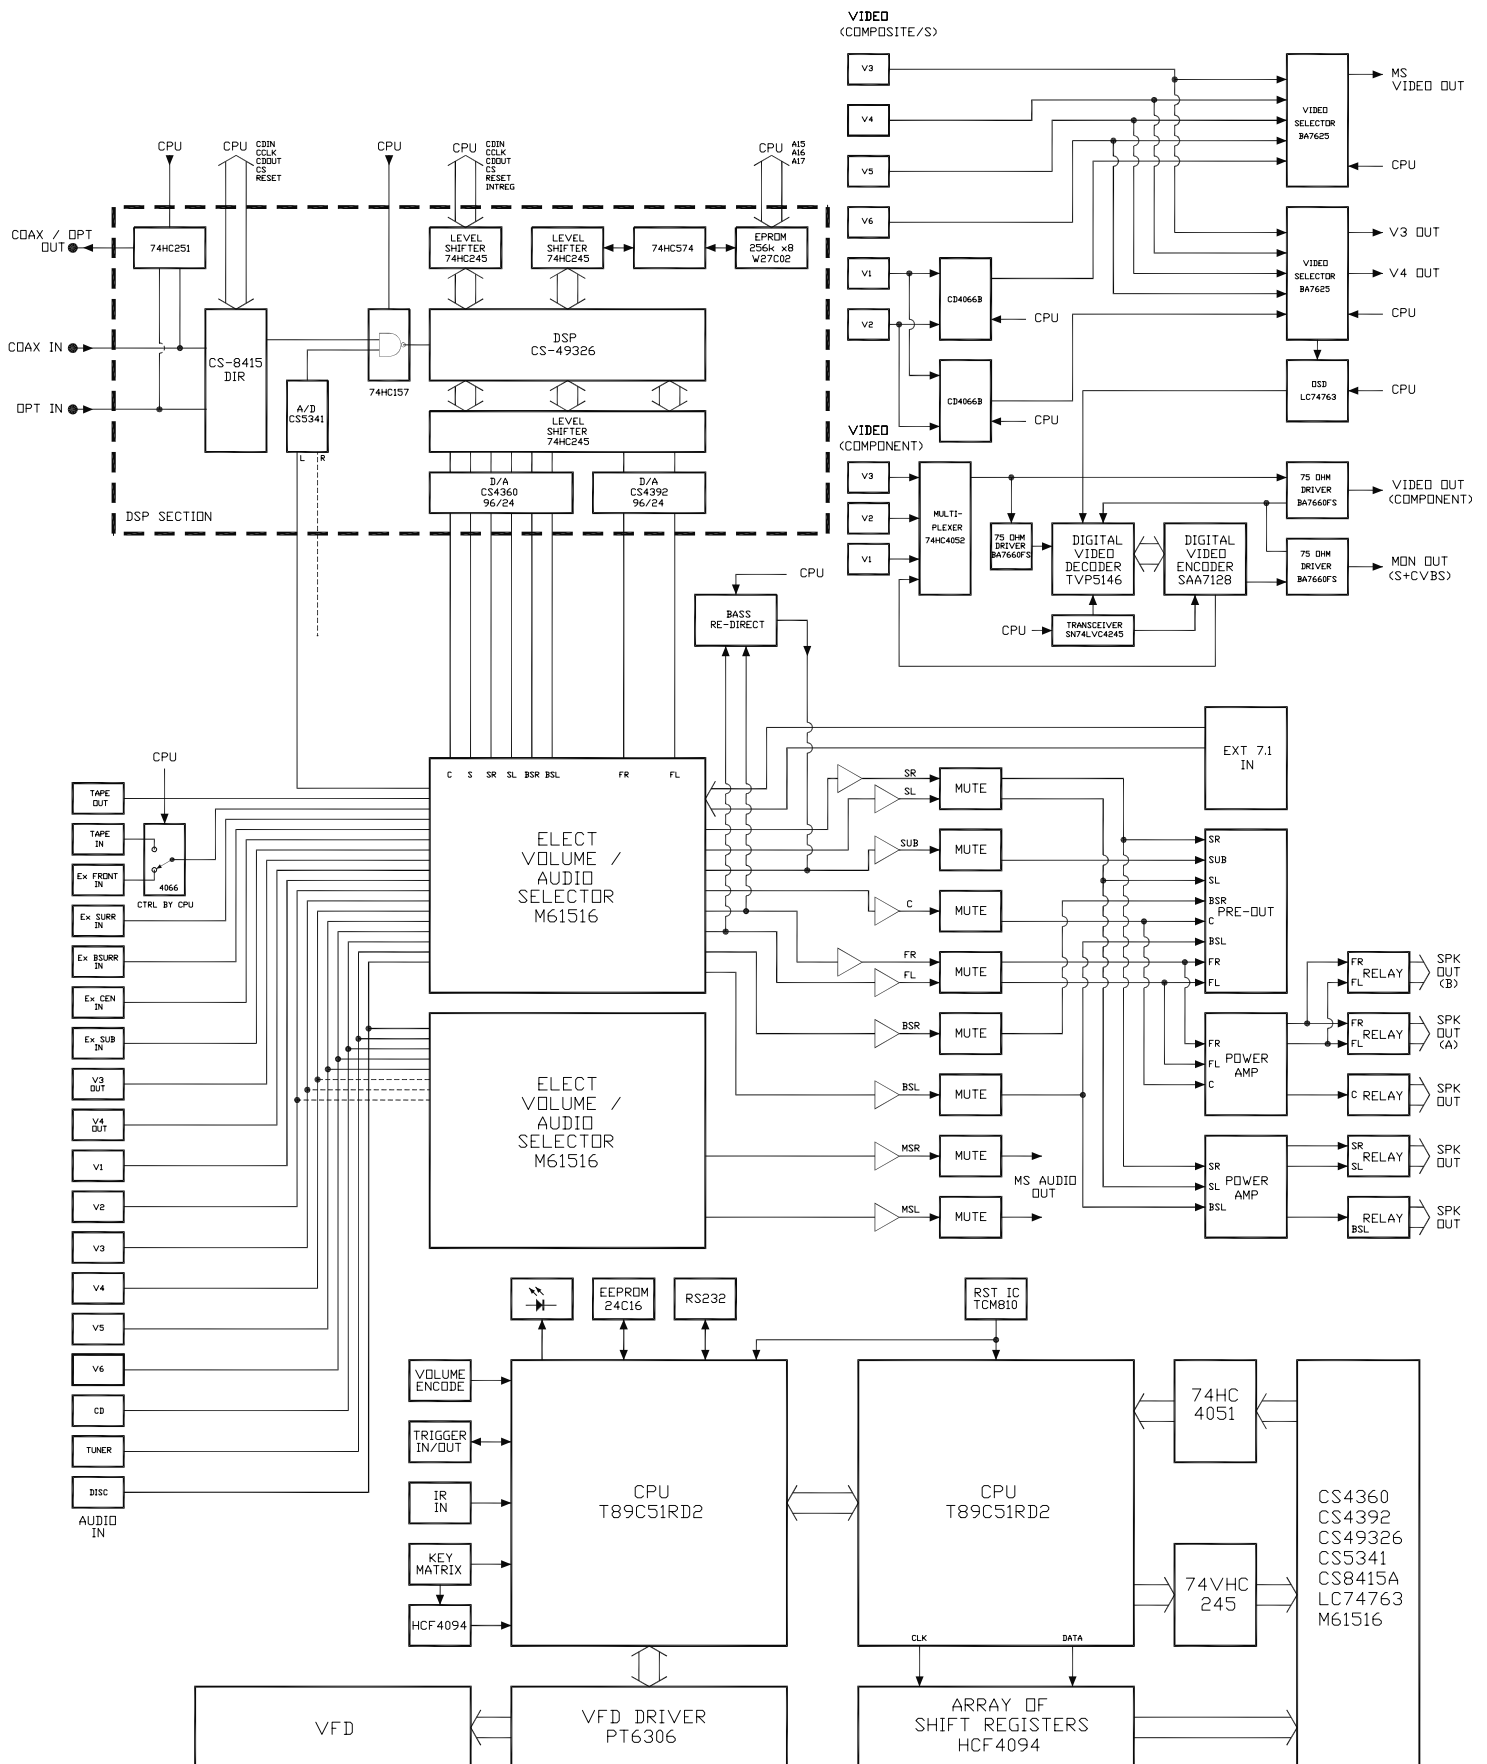 VIDEO
(COMPOSITE/S)
V3
V4
V5
V6
V1
V2
VIDEO
SELECTOR
BA7625
MS
VIDEO OUT
CPU
VIDEO
SELECTOR
BA7625
V3 OUT
V4 OUT
CPU
CD4066B
CPU
CD4066B
CPU
OSD
LC74763
CPU
VIDEO
(COMPONENT)
V3
V2
V1
MULTI-
PLEXER
74HC4052
75 OHM
DRIVER
BA7660FS
DIGITAL
VIDEO
DECODER
TVP5146
DIGITAL
VIDEO
ENCODER
SAA7128
75 OHM
DRIVER
BA7660FS
VIDEO OUT
(COMPONENT)
75 OHM
DRIVER
BA7660FS
MON OUT
(S+CVBS)
CPU
TRANSCEIVER
SN74LVC4245
CPU
CPU
CDIN
CCLK
CDOUT
CS
RESET
CPU
CPU
CDIN
CCLK
CDOUT
CS
RESET
INTREG
CPU
A15
A16
A17
COAX / OPT
OUT
74HC251
LEVEL
SHIFTER
74HC245
LEVEL
SHIFTER
74HC245
74HC574
EPROM
256k x8
W27C02
COAX IN
OPT IN
CS-8415
DIR
A/D
CS5341
L
R
74HC157
DSP
CS-49326
LEVEL
SHIFTER
74HC245
D/A
CS4360
96/24
D/A
CS4392
96/24
DSP SECTION
CPU
BASS
RE-DIRECT
EXT 7.1
IN
CPU
TAPE
OUT
TAPE
IN
Ex FRONT
IN
4066
CTRL BY CPU
Ex SURR
IN
Ex BSURR
IN
Ex CEN
IN
Ex SUB
IN
V3
OUT
V4
OUT
V1
V2
V3
V4
V5
V6
CD
TUNER
DISC
AUDIO
IN
C
S
SR
SL
BSR
BSL
FR
FL
ELECT
VOLUME /
AUDIO
SELECTOR
M61516
ELECT
VOLUME /
AUDIO
SELECTOR
M61516
SR
SL
MUTE
SUB
MUTE
C
MUTE
FR
FL
MUTE
BSR
MUTE
BSL
MUTE
MSR
MUTE
MS AUDIO
OUT
MSL
MUTE
SR
SUB
SL
BSR
C
BSL
FR
FL
PRE-OUT
FR
FL
C
POWER
AMP
SR
SL
BSL
POWER
AMP
FR
FL
RELAY
SPK
OUT
(B)
FR
FL
RELAY
SPK
OUT
(A)
C RELAY
SPK
OUT
SR
SL
RELAY
SPK
OUT
RELAY
BSL
SPK
OUT
EEPROM
24C16
RS232
RST IC
TCM810
VOLUME
ENCODE
TRIGGER
IN/OUT
IR
IN
KEY
MATRIX
HCF4094
CPU
T89C51RD2
CPU
T89C51RD2
CLK
DATA
74HC
4051
74VHC
245
CS4360
CS4392
CS49326
CS5341
CS8415A
LC74763
M61516
VFD
VFD DRIVER
PT6306
ARRAY OF
SHIFT REGISTERS
HCF4094